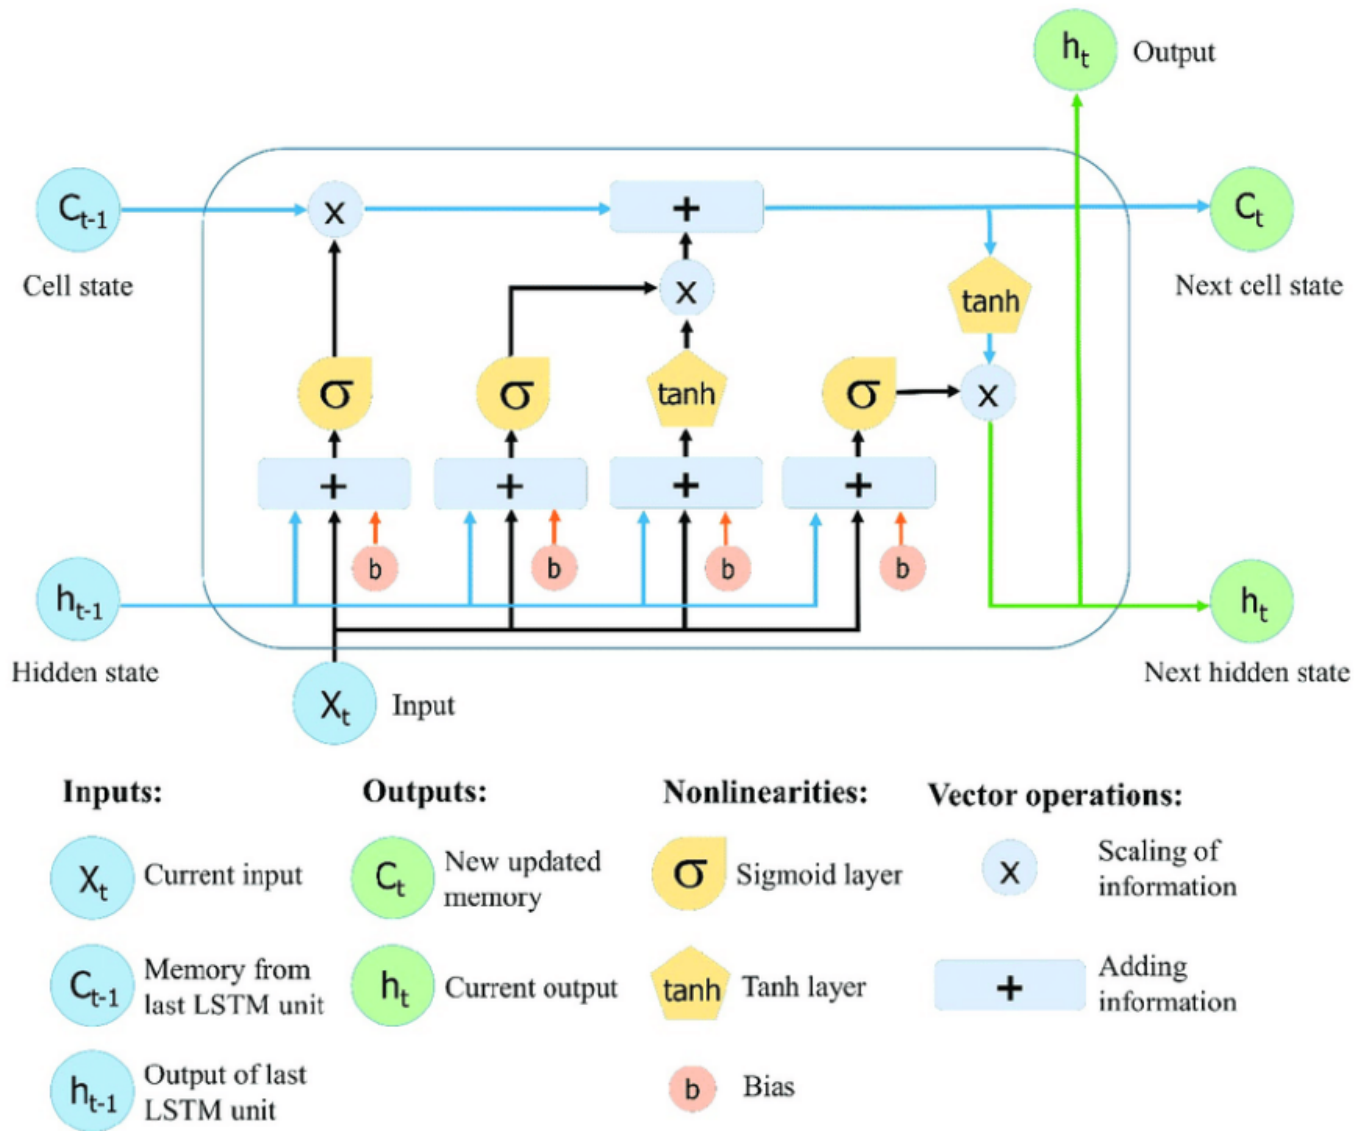 hₜ Output
Cₜ₋₁ x + Cₜ
Cell state Next cell state
x tanh
σ σ tanh σ x
+ + + +
b b b b
hₜ₋₁ hₜ
Hidden state Next hidden state
Xₜ Input
Inputs: Outputs: Nonlinearities: Vector operations:
Xₜ Current input
Cₜ₋₁ Memory from
last LSTM unit
hₜ₋₁ Output of last
LSTM unit
Cₜ New updated
memory
hₜ Current output
σ Sigmoid layer
tanh Tanh layer
b Bias
x Scaling of
information
+ Adding
information